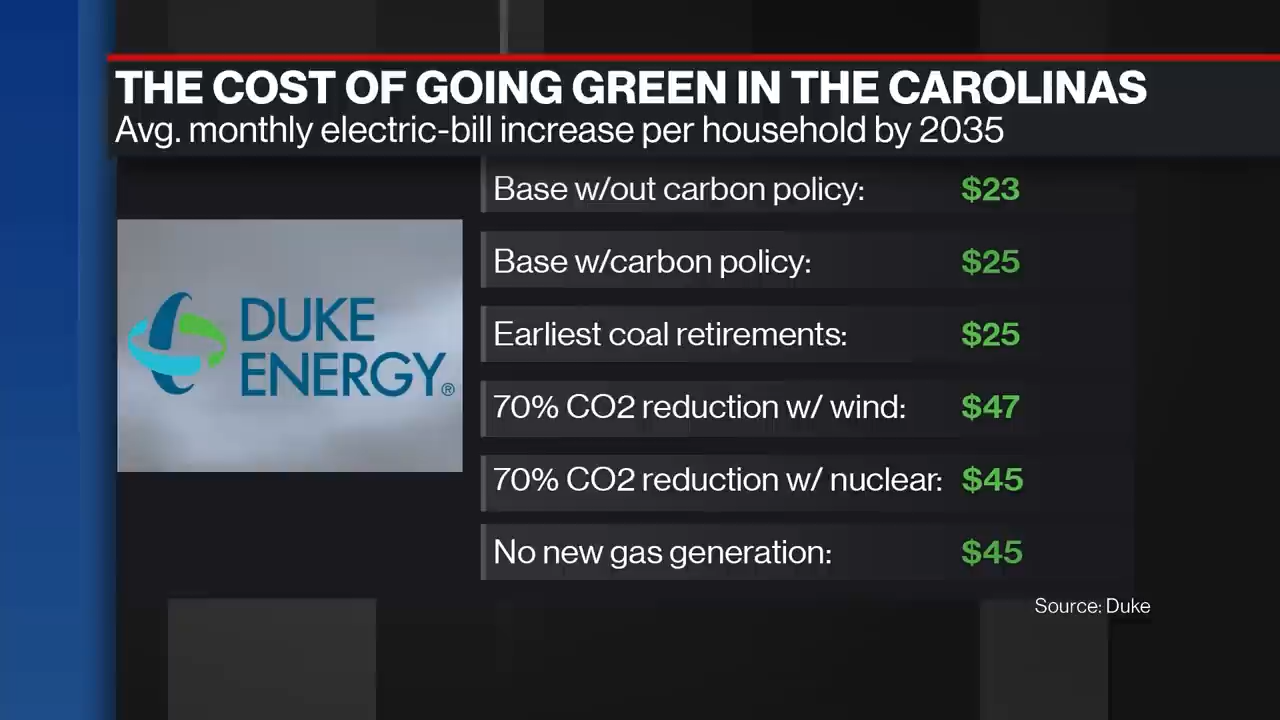 THE COST OF GOING GREEN IN THE CAROLINAS
Avg. monthly electric-bill increase per household by 2035
Base w/out carbon policy: $23
Base w/carbon policy: $25
Earliest coal retirements: $25
70% CO2 reduction w/ wind: $47
70% CO2 reduction w/ nuclear: $45
No new gas generation: $45
DUKE
ENERGY®
Source: Duke